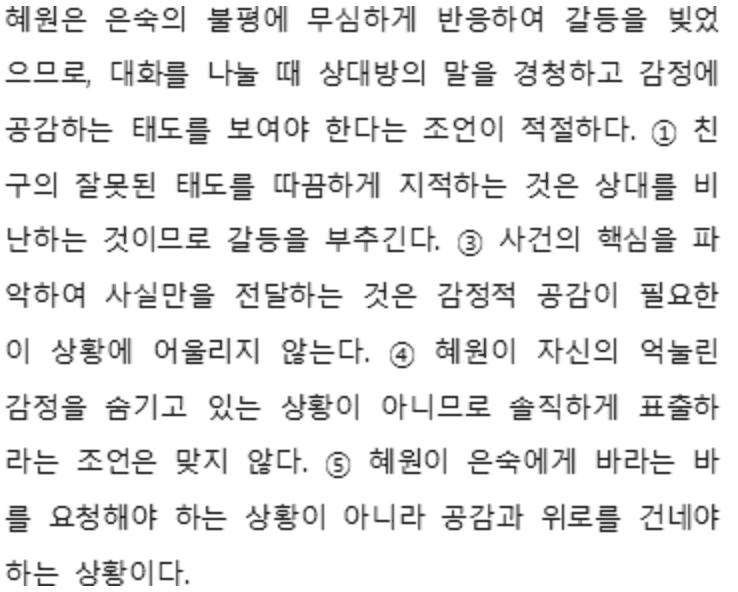 혜원은 은숙의 불평에 무심하게 반응하여 갈등을 빚었
으므로, 대화를 나눌 때 상대방의 말을 경청하고 감정에
공감하는 태도를 보여야 한다는 조언이 적절하다. ① 친
구의 잘못된 태도를 따끔하게 지적하는 것은 상대를 비
난하는 것이므로 갈등을 부추긴다. ③ 사건의 핵심을 파
악하여 사실만을 전달하는 것은 감정적 공감이 필요한
이 상황에 어울리지 않는다. ④ 혜원이 자신의 억눌린
감정을 숨기고 있는 상황이 아니므로 솔직하게 표출하
라는 조언은 맞지 않다. ⑤ 혜원이 은숙에게 바라는 바
를 요청해야 하는 상황이 아니라 공감과 위로를 건네야
하는 상황이다.